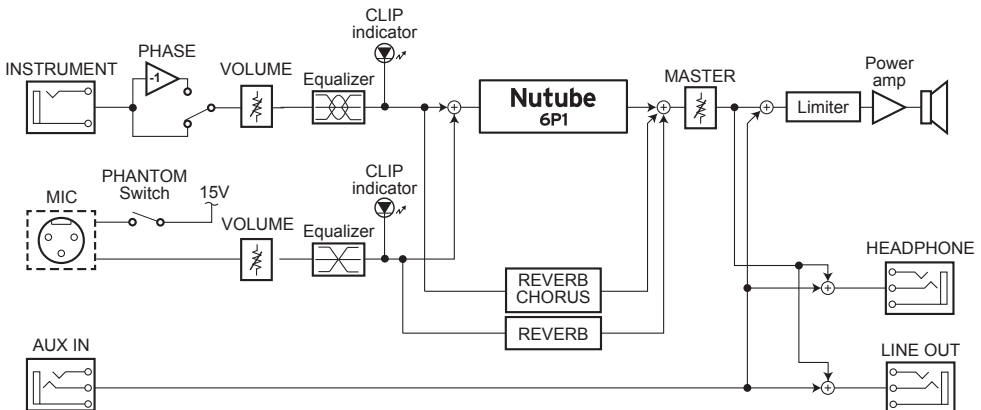 CLIP
indicator
PHASE
-1
INSTRUMENT
VOLUME
Equalizer
Nutube
6P1
MASTER
Power
amp
Limiter
PHANTOM
Switch
15V
MIC
VOLUME
Equalizer
CLIP
indicator
REVERB
CHORUS
REVERB
HEADPHONE
AUX IN
LINE OUT